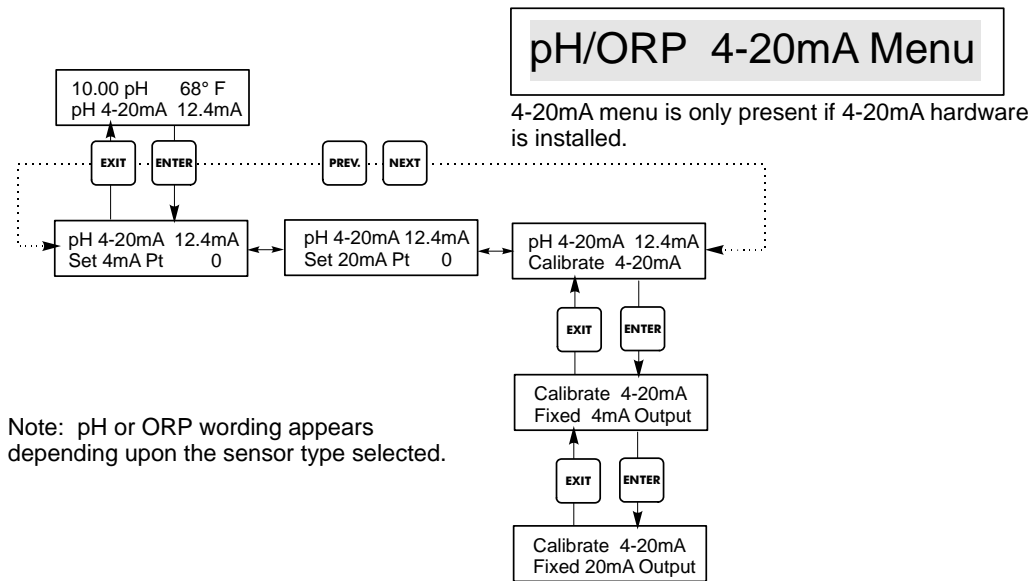 pH/ORP 4-20mA Menu
4-20mA menu is only present if 4-20mA hardware
is installed.
10.00 pH 68° F
pH 4-20mA 12.4mA
EXIT
ENTER
PREV.
NEXT
pH 4-20mA 12.4mA
Set 4mA Pt 0
pH 4-20mA 12.4mA
Set 20mA Pt 0
pH 4-20mA 12.4mA
Calibrate 4-20mA
EXIT
ENTER
Calibrate 4-20mA
Fixed 4mA Output
Note: pH or ORP wording appears
depending upon the sensor type selected.
EXIT
ENTER
Calibrate 4-20mA
Fixed 20mA Output